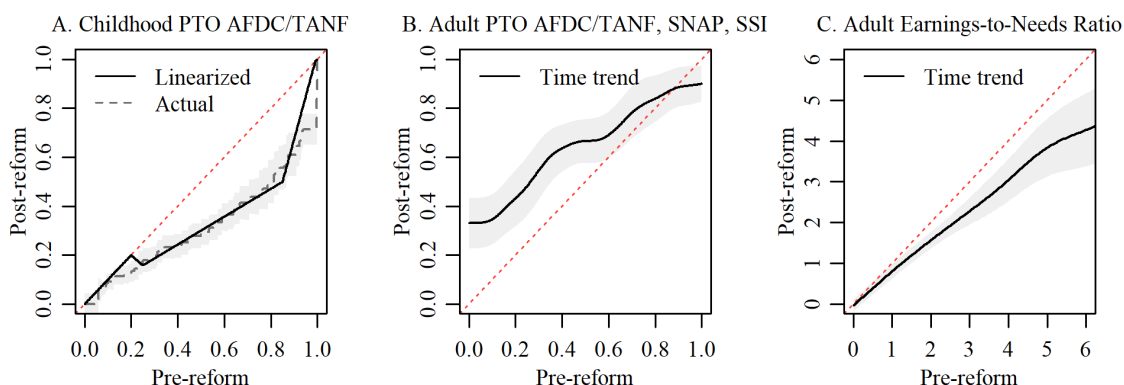 A. Childhood PTO AFDC/TANF
Post-reform
0.0 0.2 0.4 0.6 0.8 1.0
Linearized
Actual
0.0 0.2 0.4 0.6 0.8 1.0
Pre-reform
B. Adult PTO AFDC/TANF, SNAP, SSI
Post-reform
0.0 0.2 0.4 0.6 0.8 1.0
Time trend
0.0 0.2 0.4 0.6 0.8 1.0
Pre-reform
C. Adult Earnings-to-Needs Ratio
Post-reform
0 1 2 3 4 5 6
Time trend
0 1 2 3 4 5 6
Pre-reform